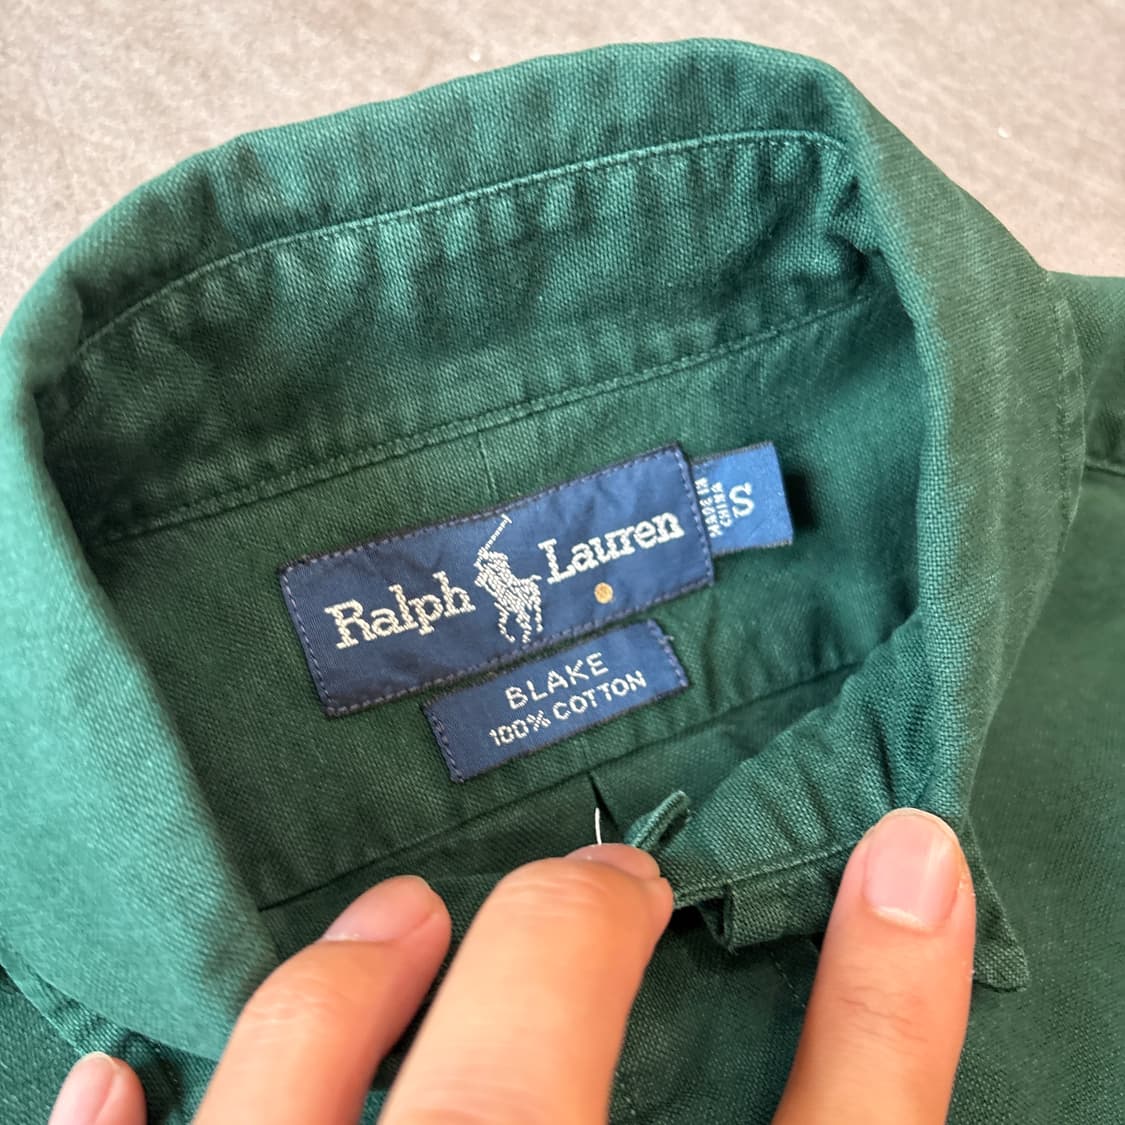 Ralph Lauren
MADE IN
CHINA
S
BLAKE
100% COTTON